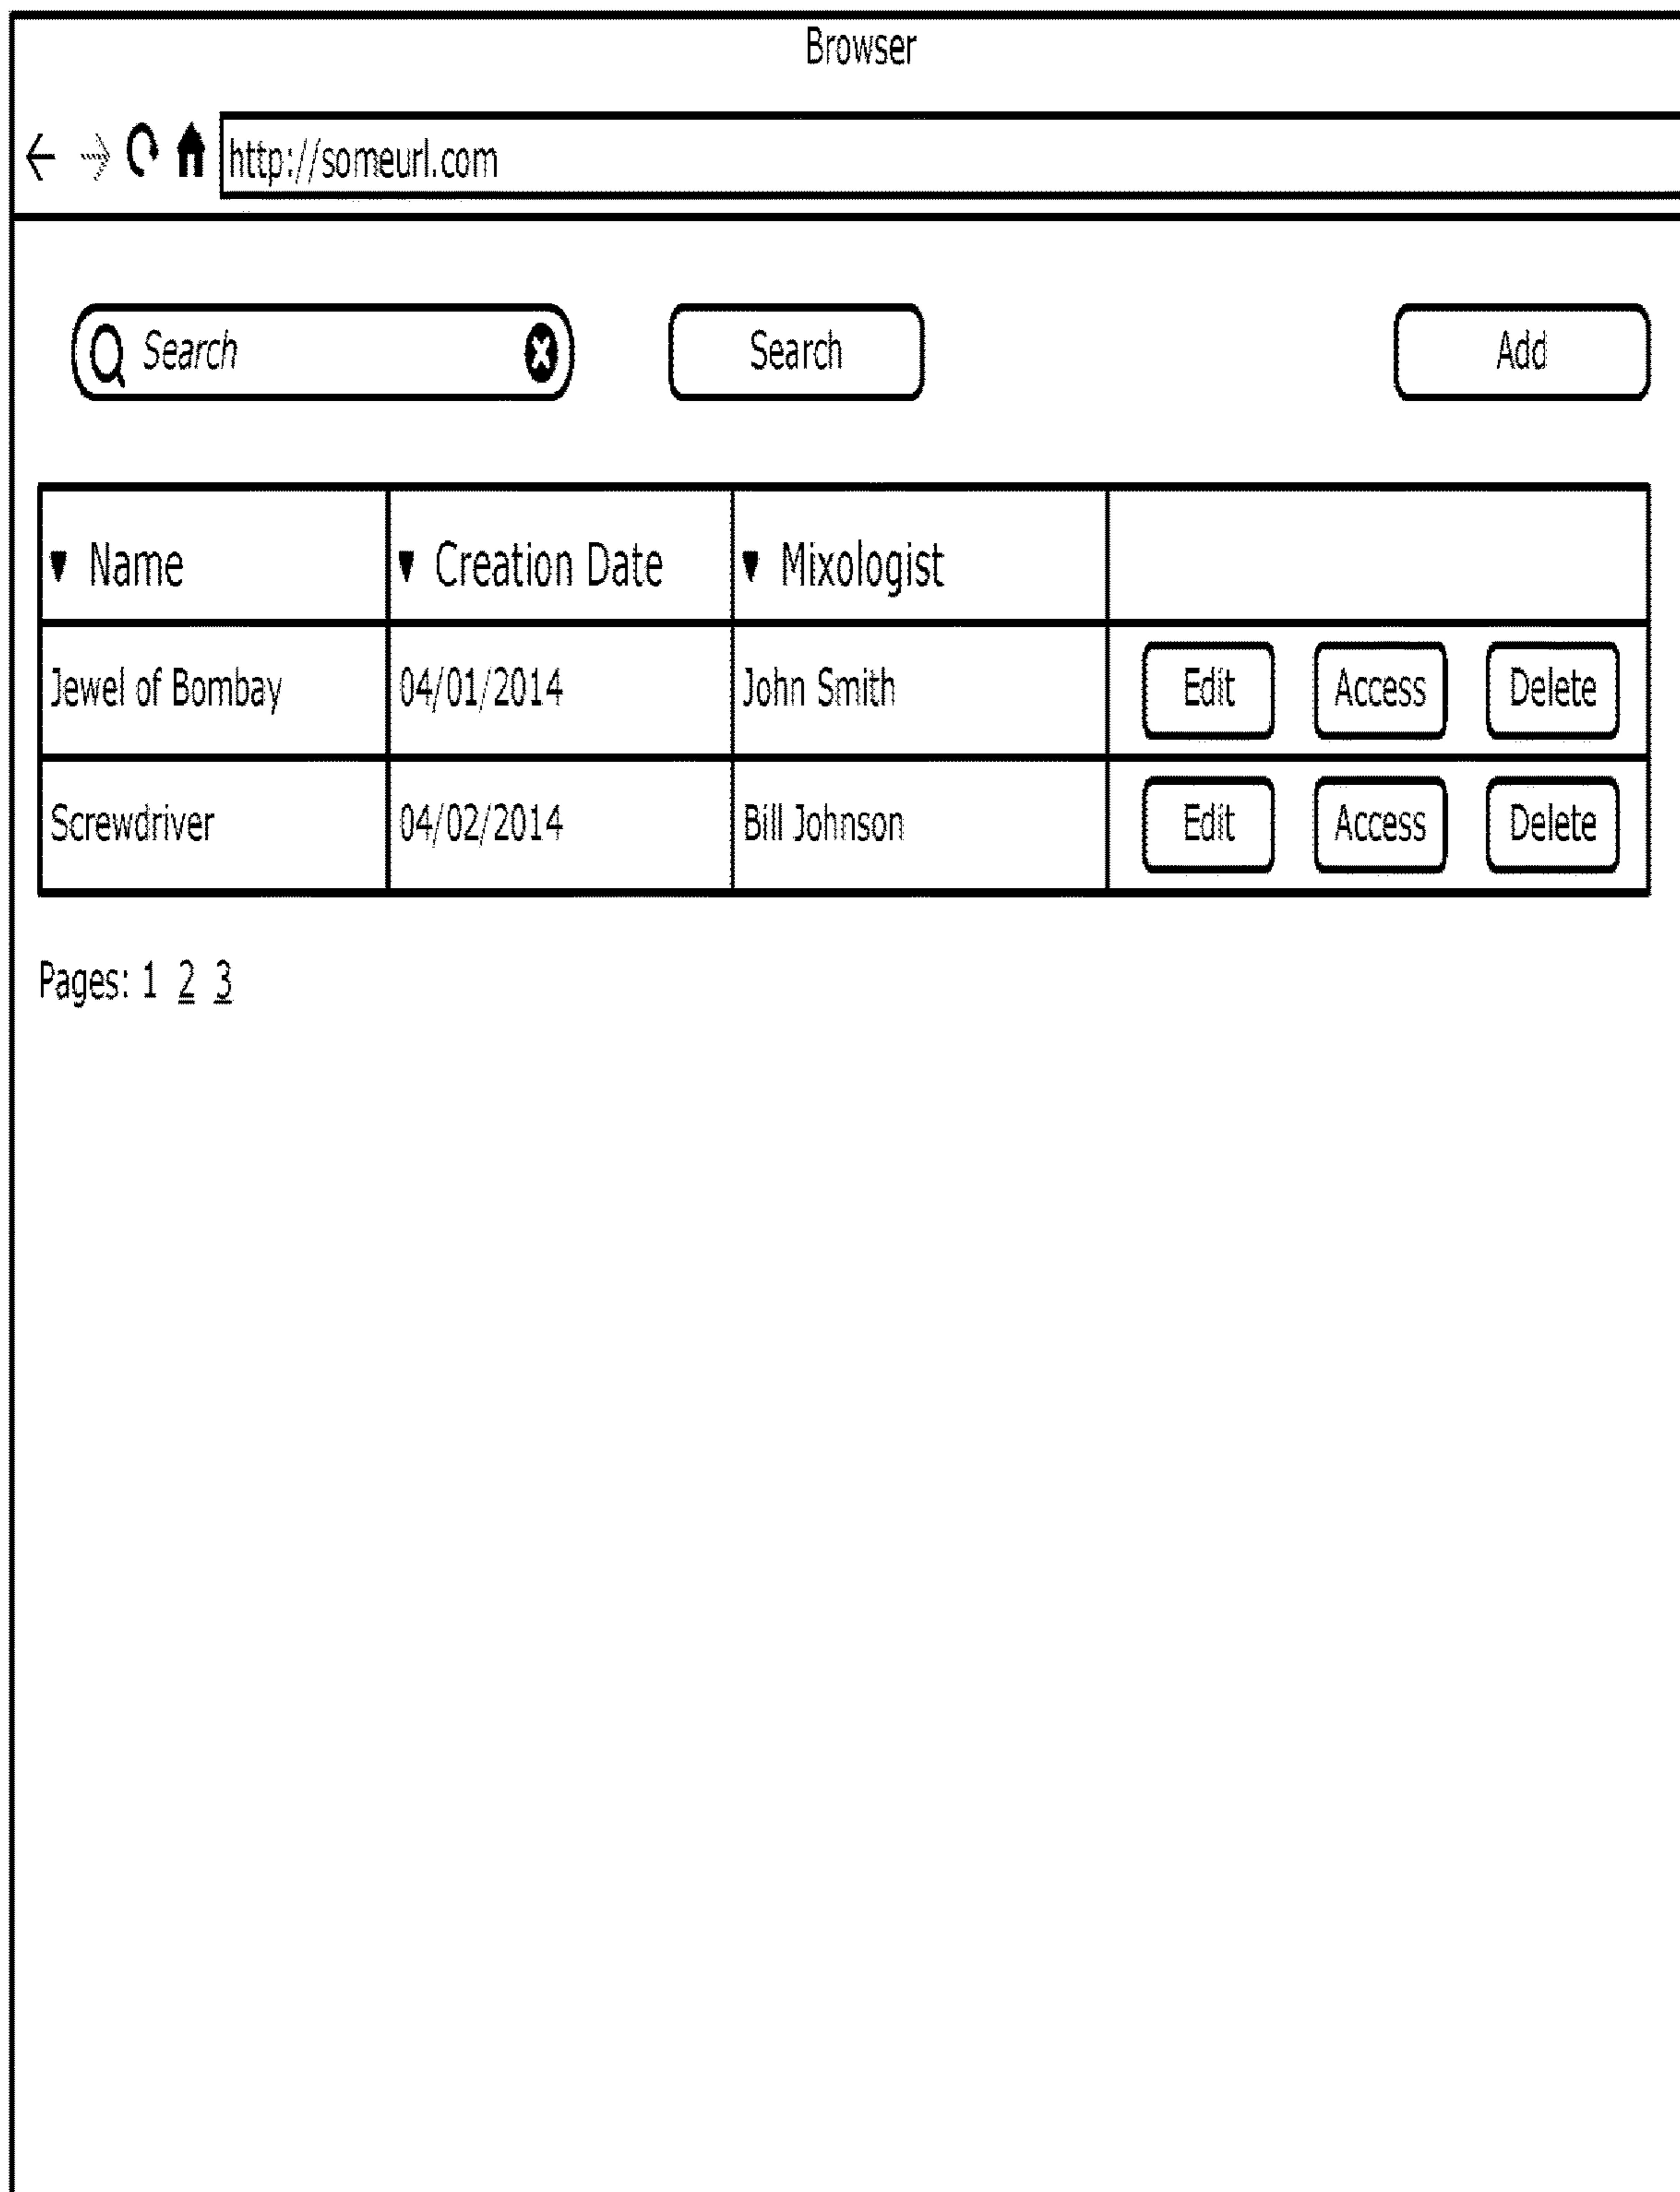 Browser
http://someurl.com
Search Search Add
Name Creation Date Mixologist
Jewel of Bombay 04/01/2014 John Smith Edit Access Delete
Screwdriver 04/02/2014 Bill Johnson Edit Access Delete
Pages: 1 2 3